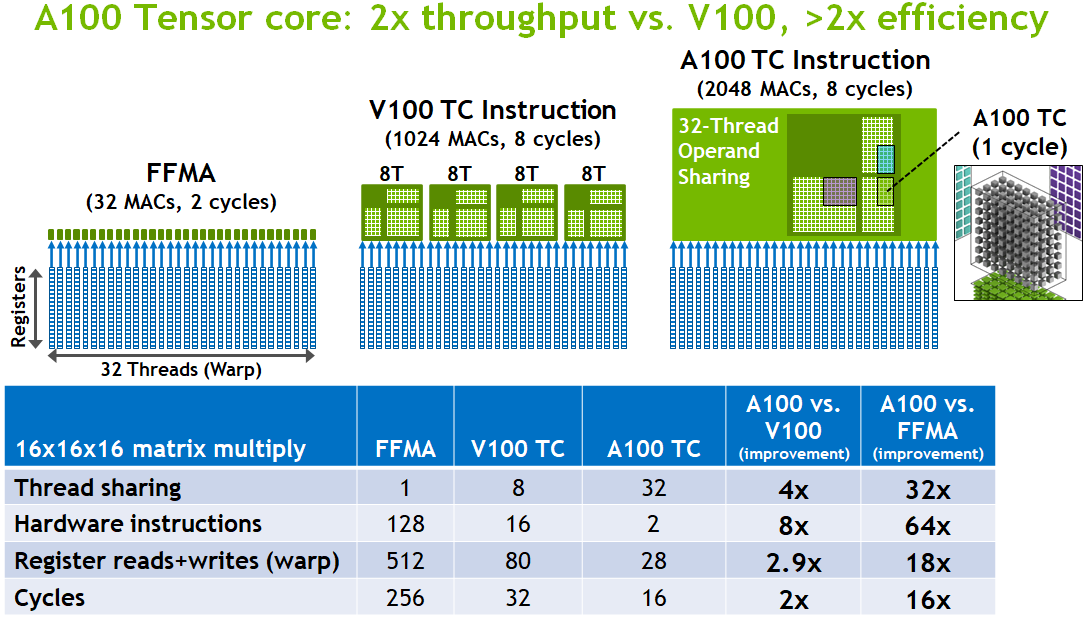 A100 Tensor core: 2x throughput vs. V100, >2x efficiency
FFMA
(32 MACs, 2 cycles)
Registers
32 Threads (Warp)
V100 TC Instruction
(1024 MACs, 8 cycles)
8T 8T 8T 8T
A100 TC Instruction
(2048 MACs, 8 cycles)
32-Thread
Operand
Sharing
A100 TC
(1 cycle)
16x16x16 matrix multiply FFMA V100 TC A100 TC A100 vs. V100 (improvement) A100 vs. FFMA (improvement)
Thread sharing 1 8 32 4x 32x
Hardware instructions 128 16 2 8x 64x
Register reads+writes (warp) 512 80 28 2.9x 18x
Cycles 256 32 16 2x 16x